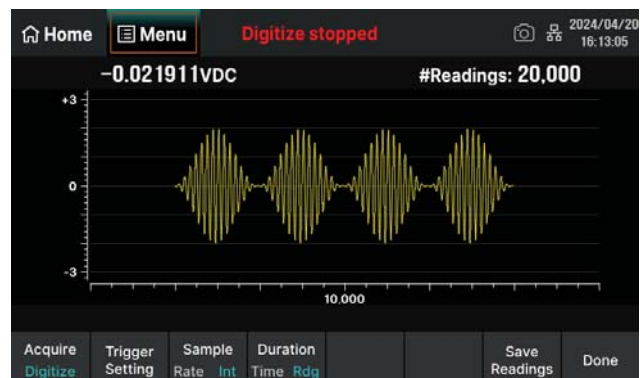 Home Menu Digitize stopped 2024/04/20
16:13:05
−0.021911VDC #Readings: 20,000
+3
0
-3
10.000
Acquire Trigger Sample Duration Save Done
Digitize Setting Rate Int Time Rdg Readings